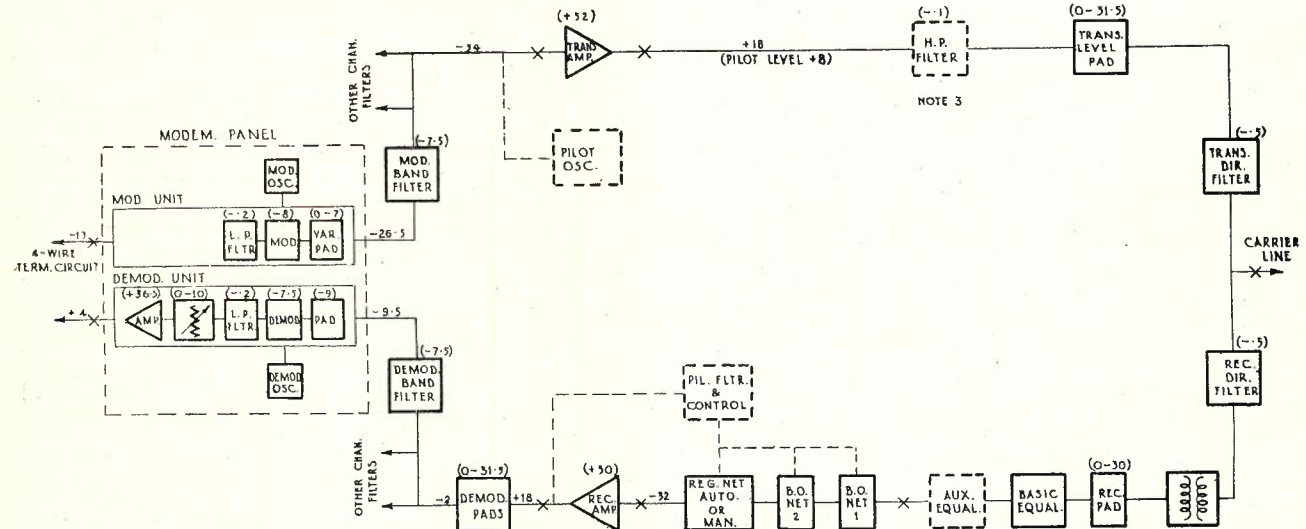 (+52)
TRANS.
AMP.
-34
+18
(PILOT LEVEL +8)
(-.1)
H.P.
FILTER
NOTE 3
(0-31.5)
TRANS.
LEVEL
PAD
OTHER CHAN.
FILTERS
MODEM. PANEL
(-7.5)
MOD.
BAND
FILTER
PILOT
OSC.
(-.5)
TRANS.
DIR.
FILTER
MOD.
OSC.
MOD. UNIT
(-.2)
L.P.
FLTR
(-8)
MOD
(0-7)
VAR.
PAD
-26.5
-13
4-WIRE
TERM. CIRCUIT
CARRIER
LINE
DEMOD. UNIT
(+36.5)
AMP
(0-10)
(-.2)
L.P.
FLTR.
(-7.5)
DEMOD
(-9)
PAD
-9.5
+4
DEMOD.
OSC.
(-7.5)
DEMOD.
BAND
FILTER
(-.5)
REC.
DIR.
FILTER
PIL. FLTR.
&
CONTROL
OTHER CHAN.
FILTERS
-2
(0-31.5)
DEMOD.
PADS
+18
(+50)
REC.
AMP
-32
REG. NET
AUTO.
OR
MAN.
B.O.
NET
2
B.O.
NET
1
AUX.
EQUAL.
BASIC
EQUAL.
(0-30)
REC.
PAD